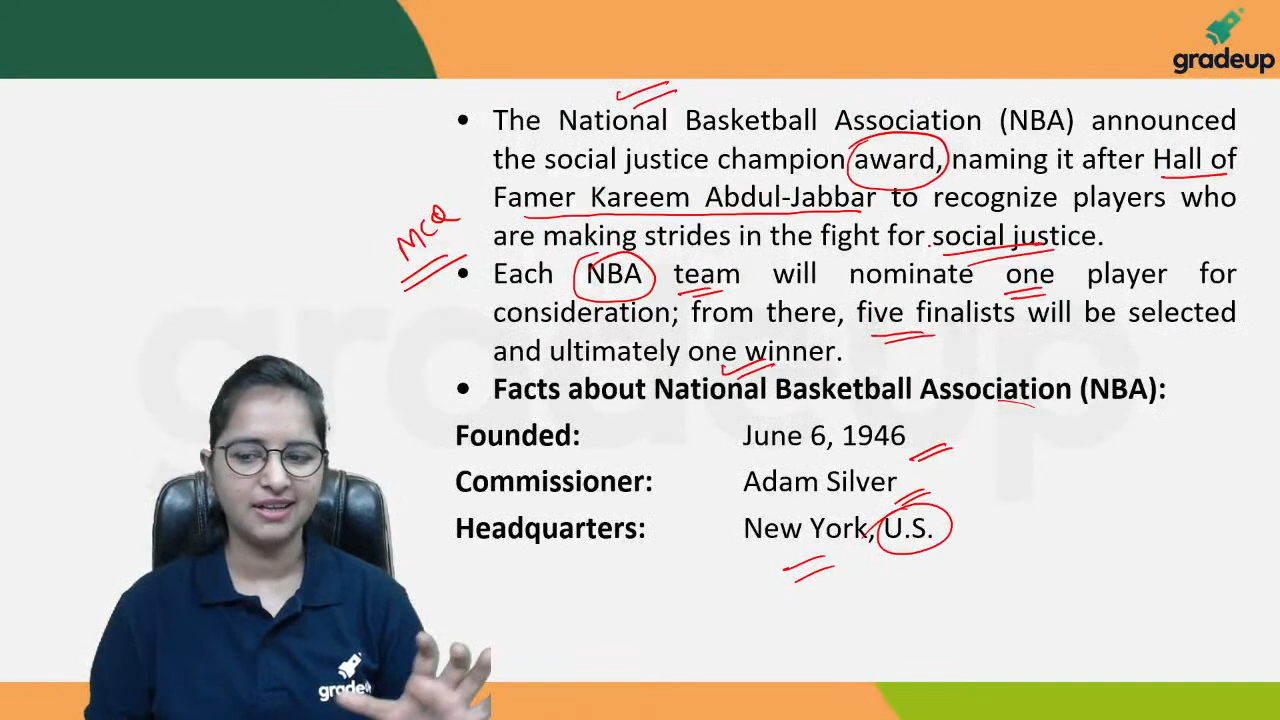 gradeup
• The National Basketball Association (NBA) announced
the social justice champion award, naming it after Hall of
Famer Kareem Abdul-Jabbar to recognize players who
are making strides in the fight for social justice.
MCQ
• Each NBA team will nominate one player for
consideration; from there, five finalists will be selected
and ultimately one winner.
• Facts about National Basketball Association (NBA):
Founded: June 6, 1946
Commissioner: Adam Silver
Headquarters: New York, U.S.
gradeup
gradeup